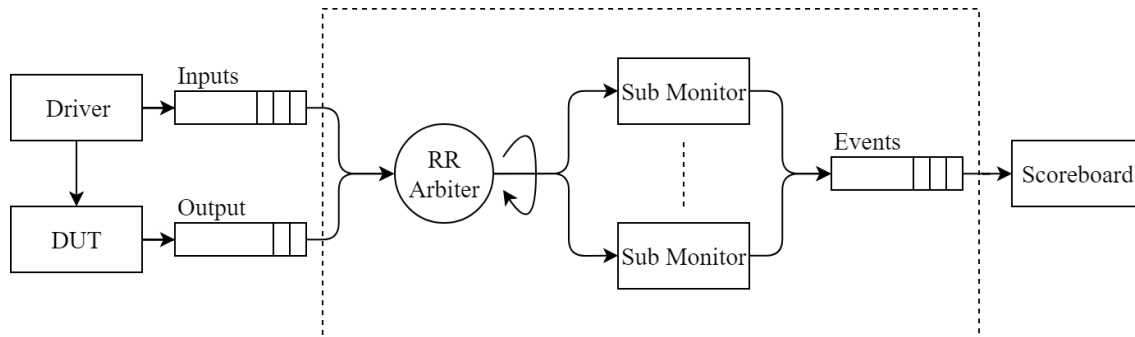 Inputs
Driver
Output
DUT
RR
Arbiter
Sub Monitor
Sub Monitor
Events
Scoreboard